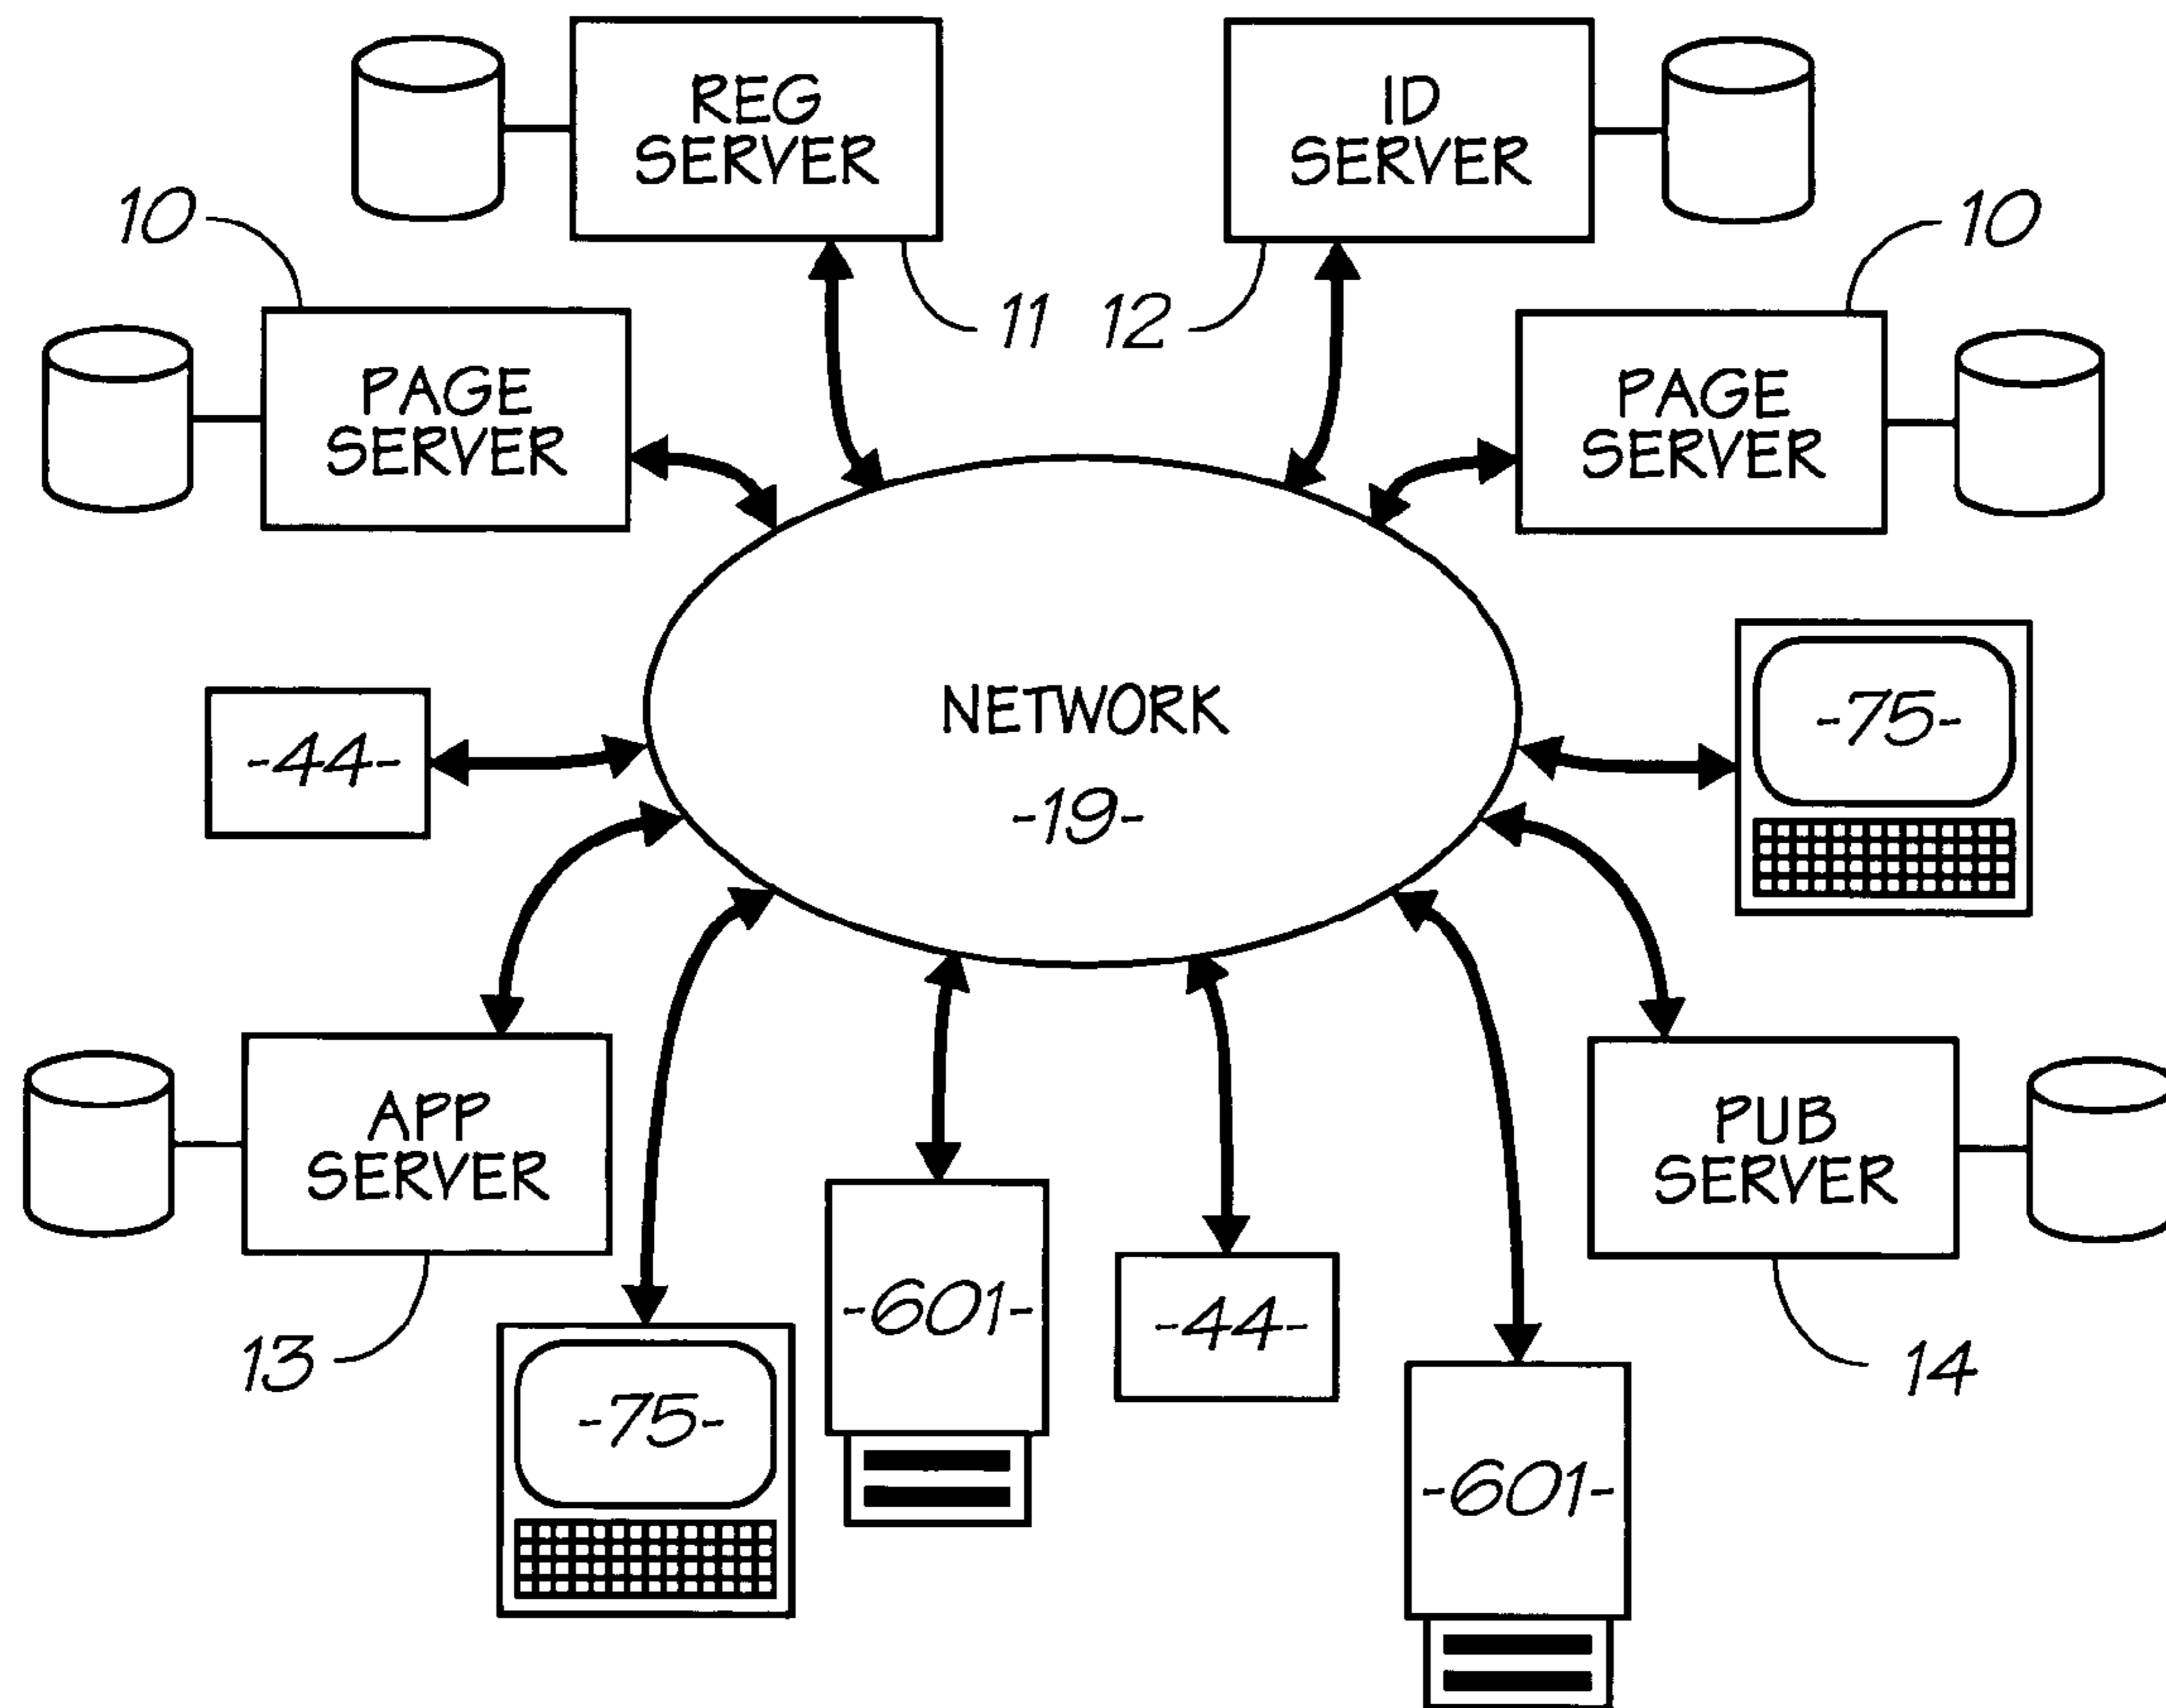 REG
SERVER
ID
SERVER
10
10
11
12
PAGE
SERVER
PAGE
SERVER
NETWORK
-19-
-44-
-75-
APP
SERVER
PUB
SERVER
-601-
-44-
13
14
-75-
-601-